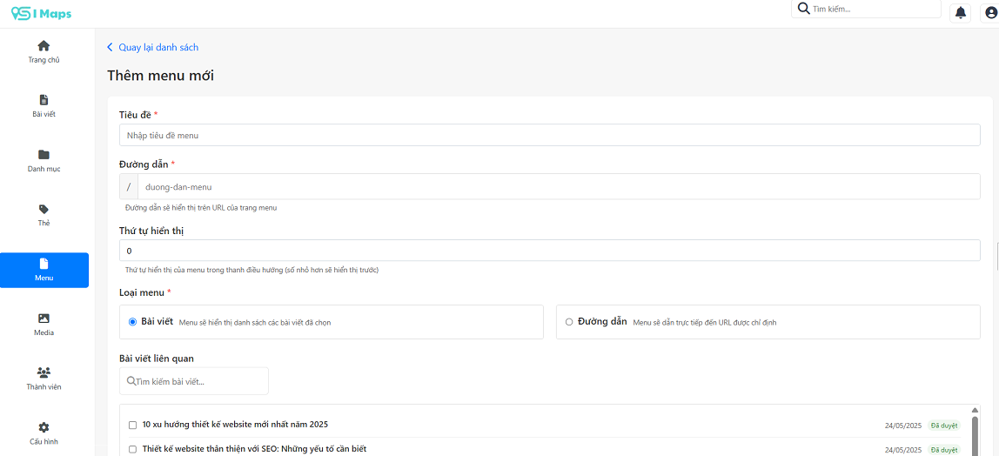 SI Maps
Tìm kiếm...
Trang chủ
Bài viết
Danh mục
Thẻ
Menu
Media
Thành viên
Cấu hình
Quay lại danh sách
Thêm menu mới
Tiêu đề *
Nhập tiêu đề menu
Đường dẫn *
/ duong-dan-menu
Đường dẫn sẽ hiển thị trên URL của trang menu
Thứ tự hiển thị
0
Thứ tự hiển thị của menu trong thanh điều hướng (số nhỏ hơn sẽ hiển thị trước)
Loại menu *
Bài viết Menu sẽ hiển thị danh sách các bài viết đã chọn
Đường dẫn Menu sẽ dẫn trực tiếp đến URL được chỉ định
Bài viết liên quan
Tìm kiếm bài viết...
10 xu hướng thiết kế website mới nhất năm 2025 24/05/2025 Đã duyệt
Thiết kế website thân thiện với SEO: Những yếu tố cần biết 24/05/2025 Đã duyệt